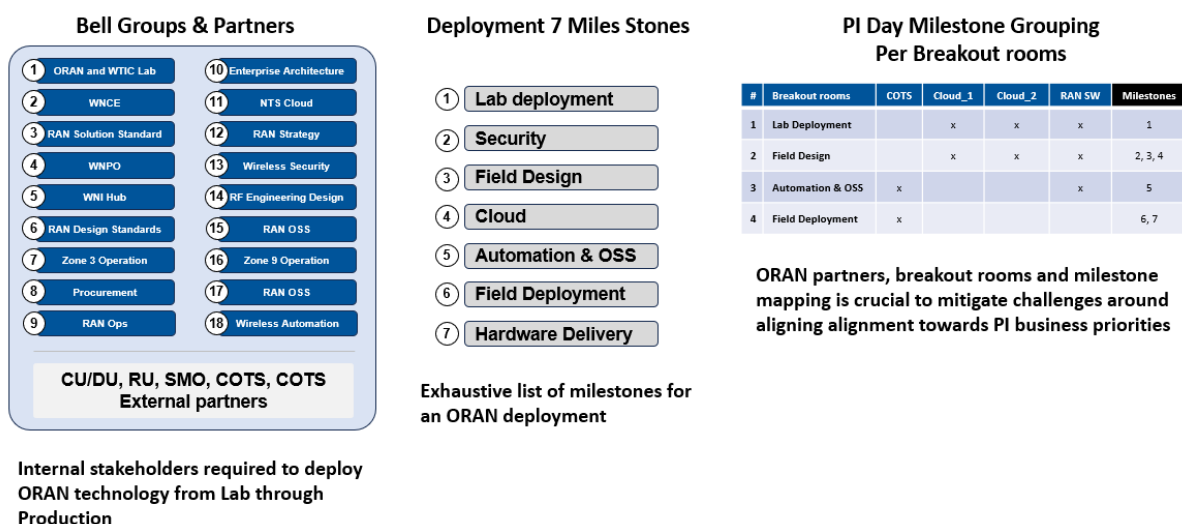 Bell Groups & Partners
1 ORAN and WTIC Lab
2 WNCE
3 RAN Solution Standard
4 WNPO
5 WNI Hub
6 RAN Design Standards
7 Zone 3 Operation
8 Procurement
9 RAN Ops
10 Enterprise Architecture
11 NTS Cloud
12 RAN Strategy
13 Wireless Security
14 RF Engineering Design
15 RAN OSS
16 Zone 9 Operation
17 RAN OSS
18 Wireless Automation
CU/DU, RU, SMO, COTS, COTS
External partners
Internal stakeholders required to deploy
ORAN technology from Lab through
Production
Deployment 7 Miles Stones
1 Lab deployment
2 Security
3 Field Design
4 Cloud
5 Automation & OSS
6 Field Deployment
7 Hardware Delivery
Exhaustive list of milestones for
an ORAN deployment
PI Day Milestone Grouping
Per Breakout rooms
# Breakout rooms COTS Cloud_1 Cloud_2 RAN SW Milestones
1 Lab Deployment x x x 1
2 Field Design x x x 2, 3, 4
3 Automation & OSS x x 5
4 Field Deployment x 6, 7
ORAN partners, breakout rooms and milestone
mapping is crucial to mitigate challenges around
aligning alignment towards PI business priorities